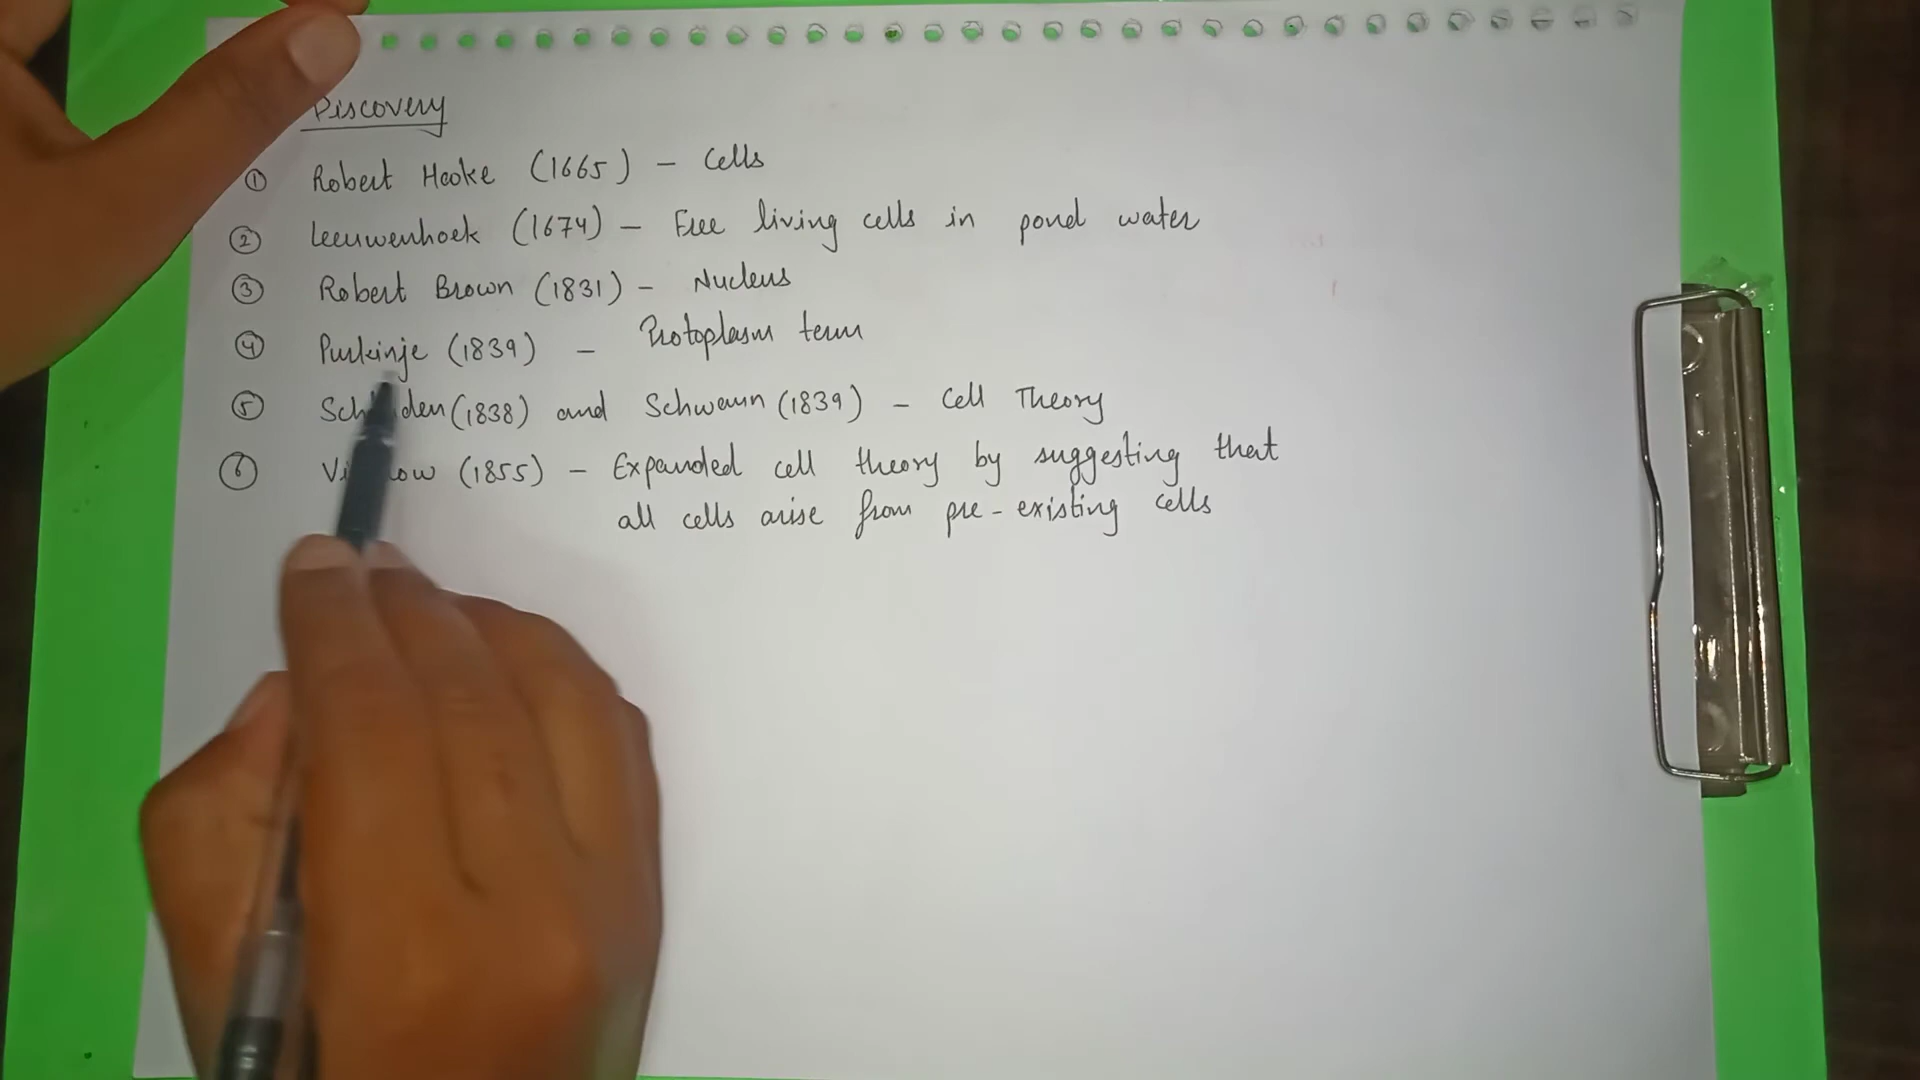 Discovery
① Robert Hooke (1665) - Cells
② Leeuwenhoek (1674) - Free living cells in pond water
③ Robert Brown (1831) - Nucleus
④ Purkinje (1839) - Protoplasm term
⑤ (1838) and Schwann (1839) - Cell Theory
⑥ (1855) - Expanded cell theory by suggesting that
all cells arise from pre-existing cells